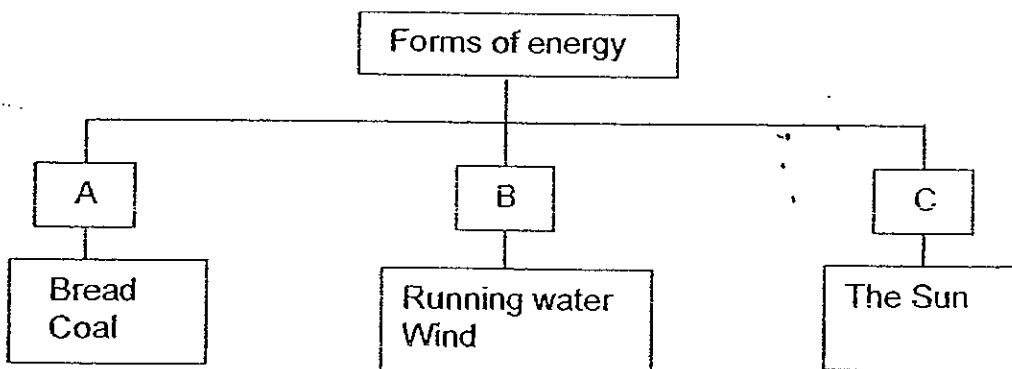 Forms of energy
A
B
C
Bread
Coal
Running water
Wind
The Sun